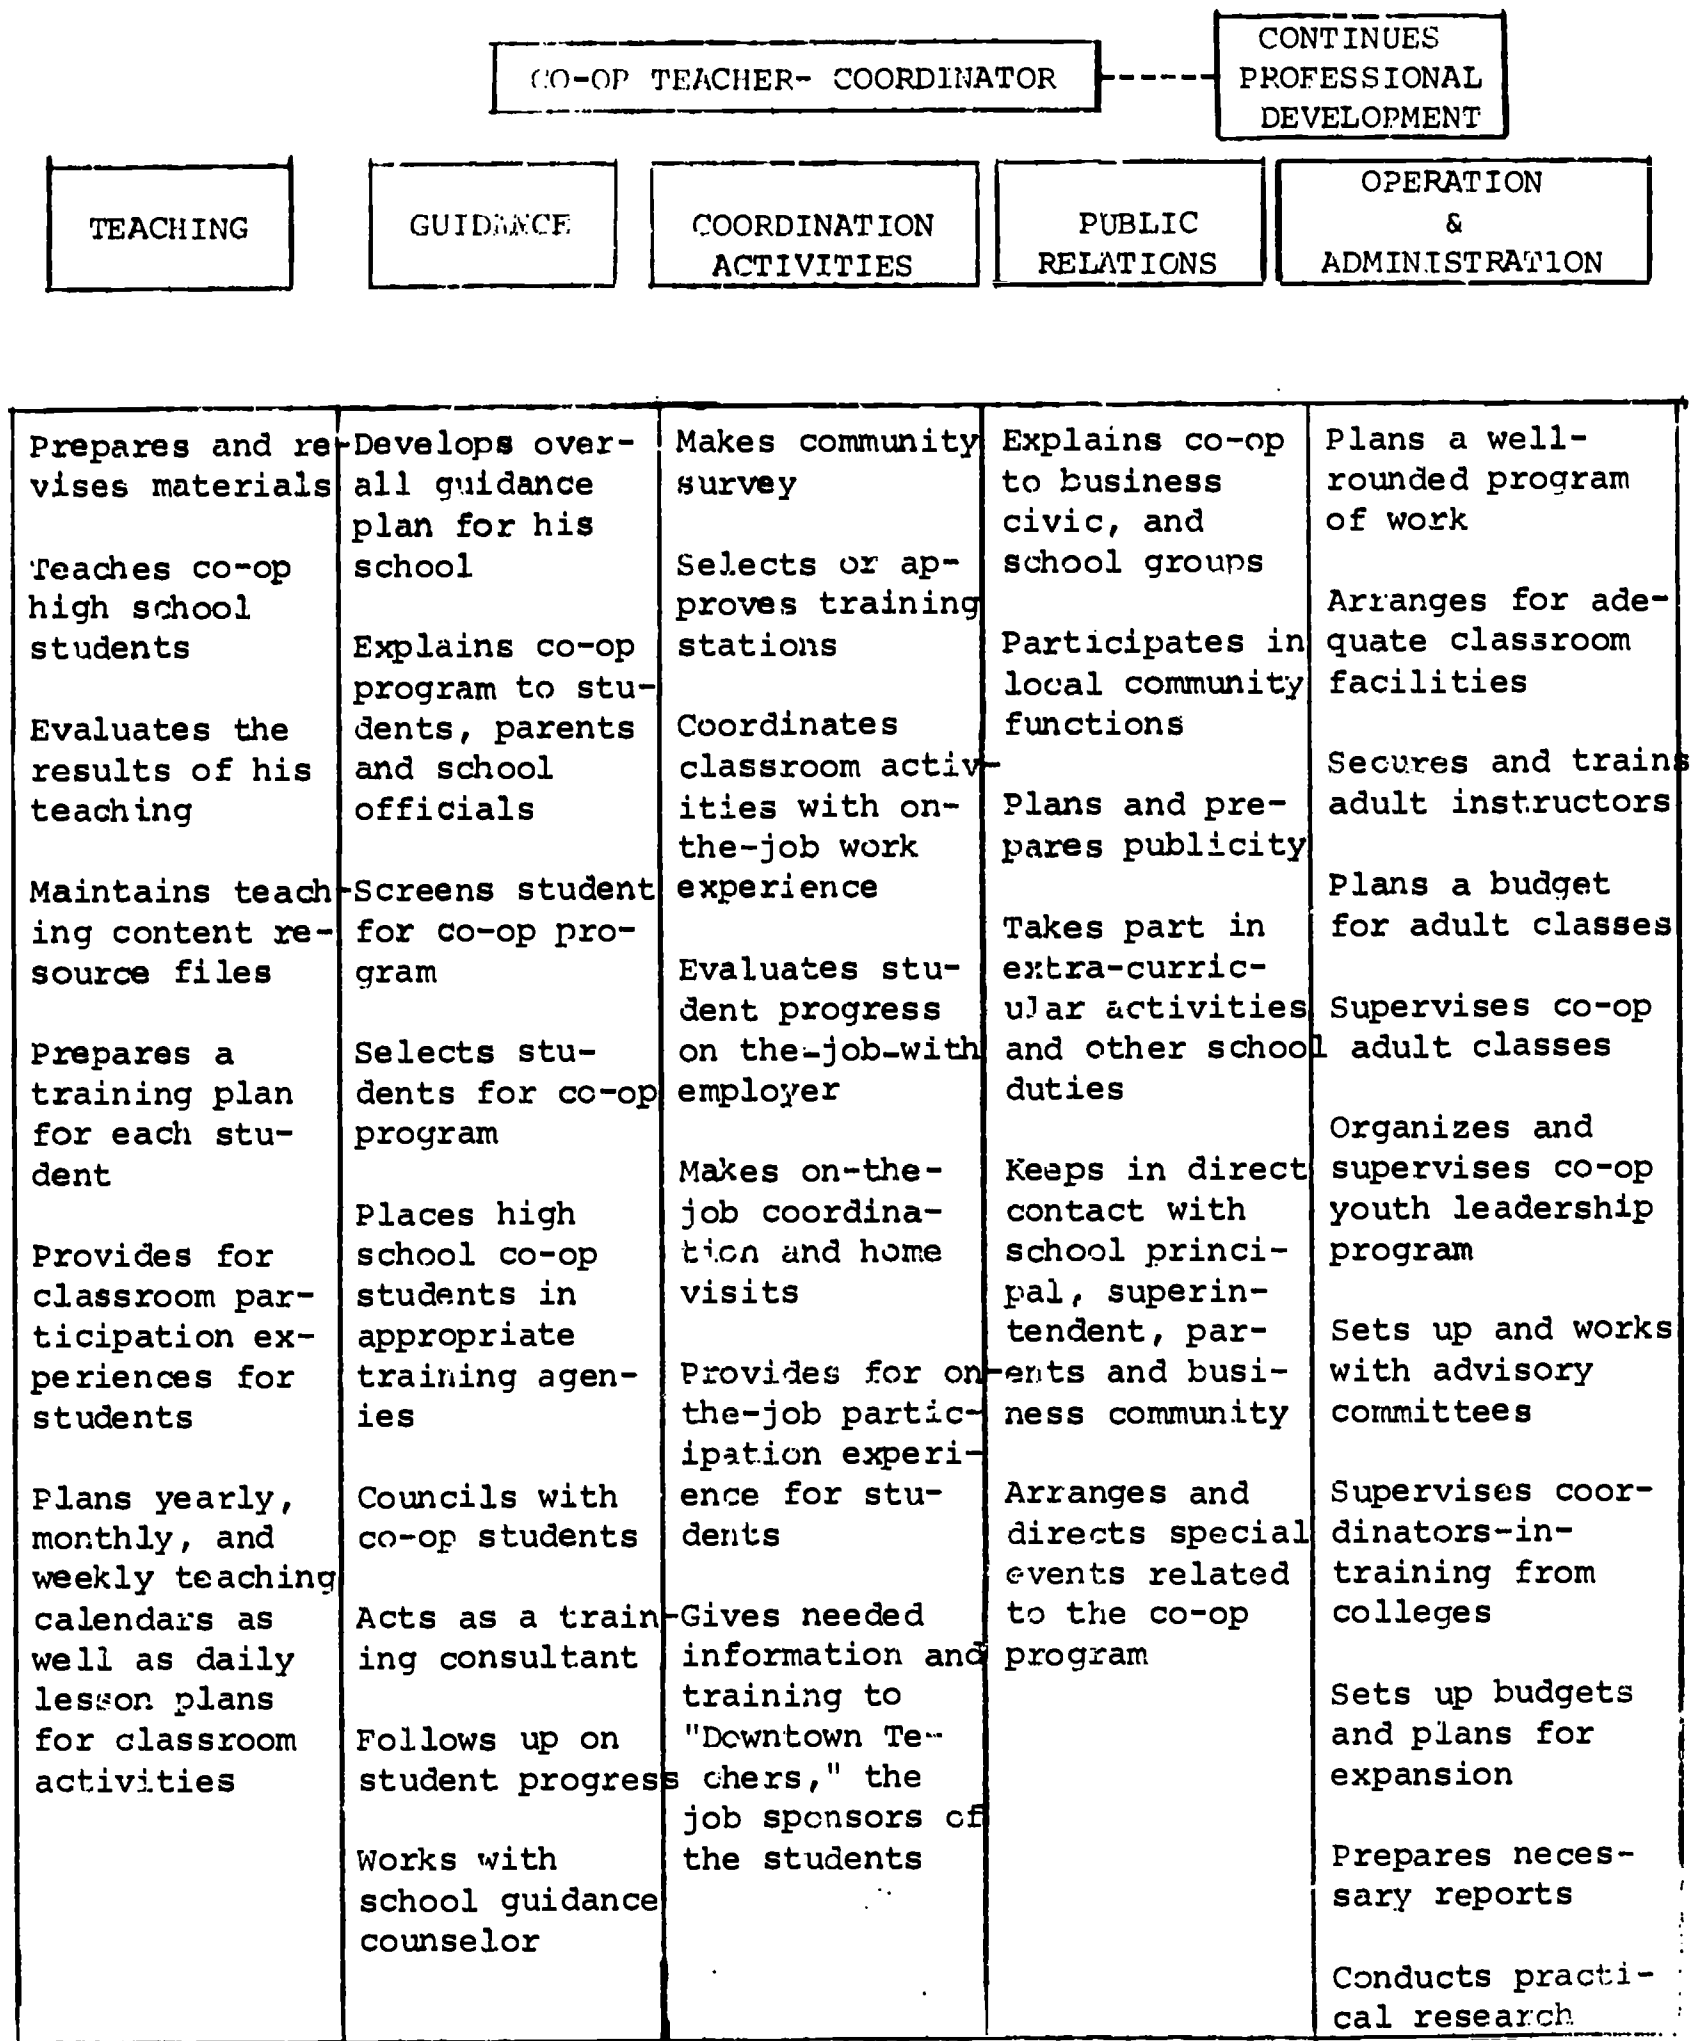 CO-OP TEACHER- COORDINATOR
CONTINUES
PROFESSIONAL
DEVELOPMENT
TEACHING
GUIDANCE
COORDINATION
ACTIVITIES
PUBLIC
RELATIONS
OPERATION
&
ADMINISTRATION
Prepares and re-
vises materials
Teaches co-op
high school
students
Evaluates the
results of his
teaching
Maintains teach-
ing content re-
source files
Prepares a
training plan
for each stu-
dent
Provides for
classroom par-
ticipation ex-
periences for
students
Plans yearly,
monthly, and
weekly teaching
calendars as
well as daily
lesson plans
for classroom
activities
Develops over-
all guidance
plan for his
school
Explains co-op
program to stu-
dents, parents
and school
officials
Screens student
for co-op pro-
gram
Selects stu-
dents for co-op
program
Places high
school co-op
students in
appropriate
training agen-
ies
Councils with
co-op students
Acts as a train-
ing consultant
Follows up on
student progress
Works with
school guidance
counselor
Makes community
survey
Selects or ap-
proves training
stations
Coordinates
classroom activ-
ities with on-
the-job work
experience
Evaluates stu-
dent progress
on the-job-with
employer
Makes on-the-
job coordina-
tion and home
visits
Provides for on-
the-job partic-
ipation experi-
ence for stu-
dents
Gives needed
information and
training to
"Downtown Te-
chers," the
job sponsors of
the students
Explains co-op
to business
civic, and
school groups
Participates in
local community
functions
Plans and pre-
pares publicity
Takes part in
extra-curric-
ular activities
and other school
duties
Keeps in direct
contact with
school princi-
pal, superin-
tendent, par-
ents and busi-
ness community
Arranges and
directs special
events related
to the co-op
program
Plans a well-
rounded program
of work
Arranges for ade-
quate classroom
facilities
Secures and trains
adult instructors
Plans a budget
for adult classes
Supervises co-op
adult classes
Organizes and
supervises co-op
youth leadership
program
Sets up and works
with advisory
committees
Supervises coor-
dinators-in-
training from
colleges
Sets up budgets
and plans for
expansion
Prepares neces-
sary reports
Conducts practi-
cal research